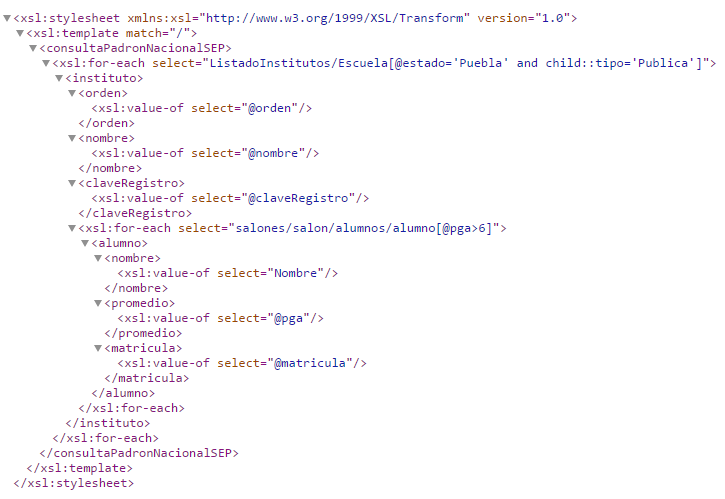 <xsl:stylesheet xmlns:xsl="http://www.w3.org/1999/XSL/Transform" version="1.0">
<xsl:template match="/">
<consultaPadronNacionalSEP>
<xsl:for-each select="ListadoInstitutos/Escuela[@estado='Puebla' and child::tipo='Publica']">
<instituto>
<orden>
<xsl:value-of select="@orden"/>
</orden>
<nombre>
<xsl:value-of select="@nombre"/>
</nombre>
<claveRegistro>
<xsl:value-of select="@claveRegistro"/>
</claveRegistro>
<xsl:for-each select="salones/salon/alumnos/alumno[@pga>6]">
<alumno>
<nombre>
<xsl:value-of select="Nombre"/>
</nombre>
<promedio>
<xsl:value-of select="@pga"/>
</promedio>
<matricula>
<xsl:value-of select="@matricula"/>
</matricula>
</alumno>
</xsl:for-each>
</instituto>
</xsl:for-each>
</consultaPadronNacionalSEP>
</xsl:template>
</xsl:stylesheet>